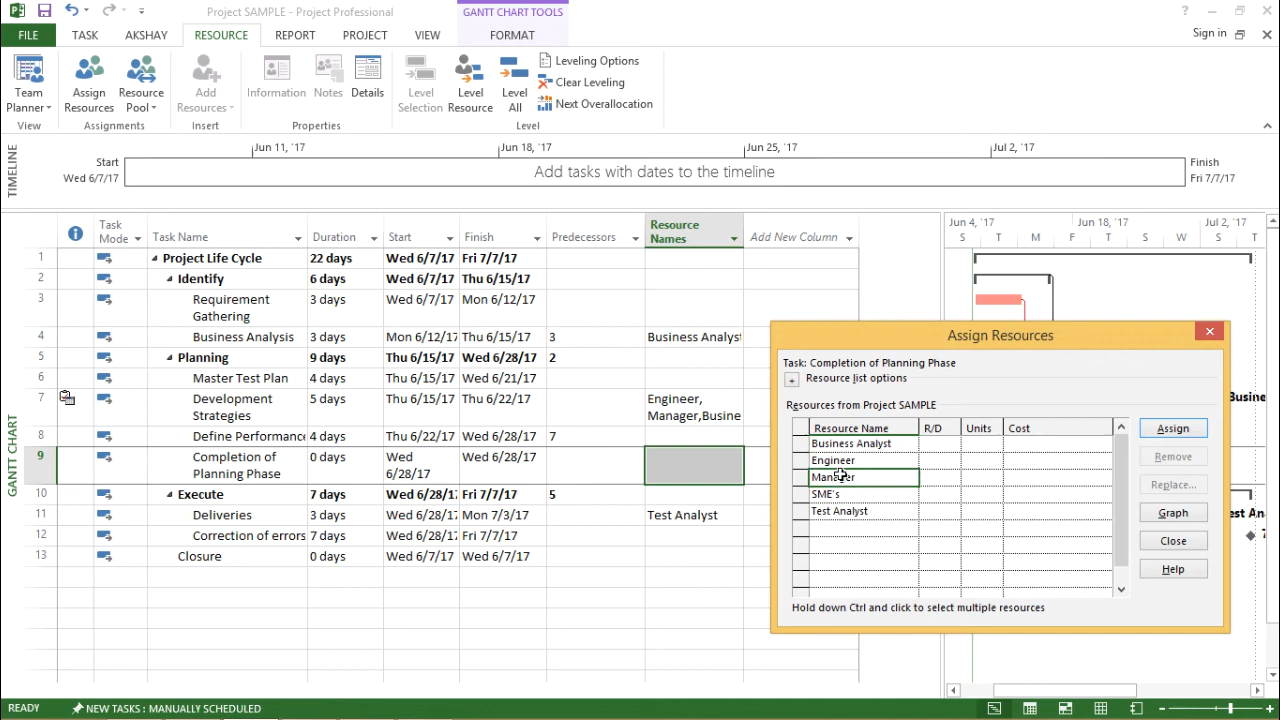 Project SAMPLE - Project Professional
GANTT CHART TOOLS
Sign in
FILE TASK AKSHAY RESOURCE REPORT PROJECT VIEW FORMAT
Team Planner
Assign Resources
Resource Pool
Add Resources
Information
Notes
Details
Level Selection
Level Resource
Level All
Leveling Options
Clear Leveling
Next Overallocation
View Assignments Insert Properties Level
TIMELINE
Start
Wed 6/7/17
Jun 11, '17 Jun 18, '17 Jun 25, '17 Jul 2, '17
Add tasks with dates to the timeline
Finish
Fri 7/7/17
GANTT CHART
Task Mode Task Name Duration Start Finish Predecessors Resource Names Add New Column
Jun 4, '17 Jun 18, '17 Jul 2, '17
S T M F T S W S T
1 Project Life Cycle 22 days Wed 6/7/17 Fri 7/7/17
2 Identify 6 days Wed 6/7/17 Thu 6/15/17
3 Requirement Gathering 3 days Wed 6/7/17 Mon 6/12/17
4 Business Analysis 3 days Mon 6/12/17 Thu 6/15/17 3 Business Analyst
5 Planning 9 days Thu 6/15/17 Wed 6/28/17 2
6 Master Test Plan 4 days Thu 6/15/17 Wed 6/21/17
7 Development Strategies 5 days Thu 6/15/17 Thu 6/22/17 Engineer, Manager,Busine
8 Define Performance 4 days Thu 6/22/17 Wed 6/28/17 7
9 Completion of Planning Phase 0 days Wed 6/28/17 Wed 6/28/17
10 Execute 7 days Wed 6/28/17 Fri 7/7/17 5
11 Deliveries 3 days Wed 6/28/17 Mon 7/3/17 Test Analyst
12 Correction of errors 7 days Wed 6/28/17 Fri 7/7/17
13 Closure 0 days Wed 6/7/17 Wed 6/7/17
Assign Resources
Task: Completion of Planning Phase
Resource list options
Resources from Project SAMPLE
Resource Name R/D Units Cost
Business Analyst
Engineer
Manager
SME's
Test Analyst
Assign
Remove
Replace...
Graph
Close
Help
Hold down Ctrl and click to select multiple resources
READY NEW TASKS : MANUALLY SCHEDULED